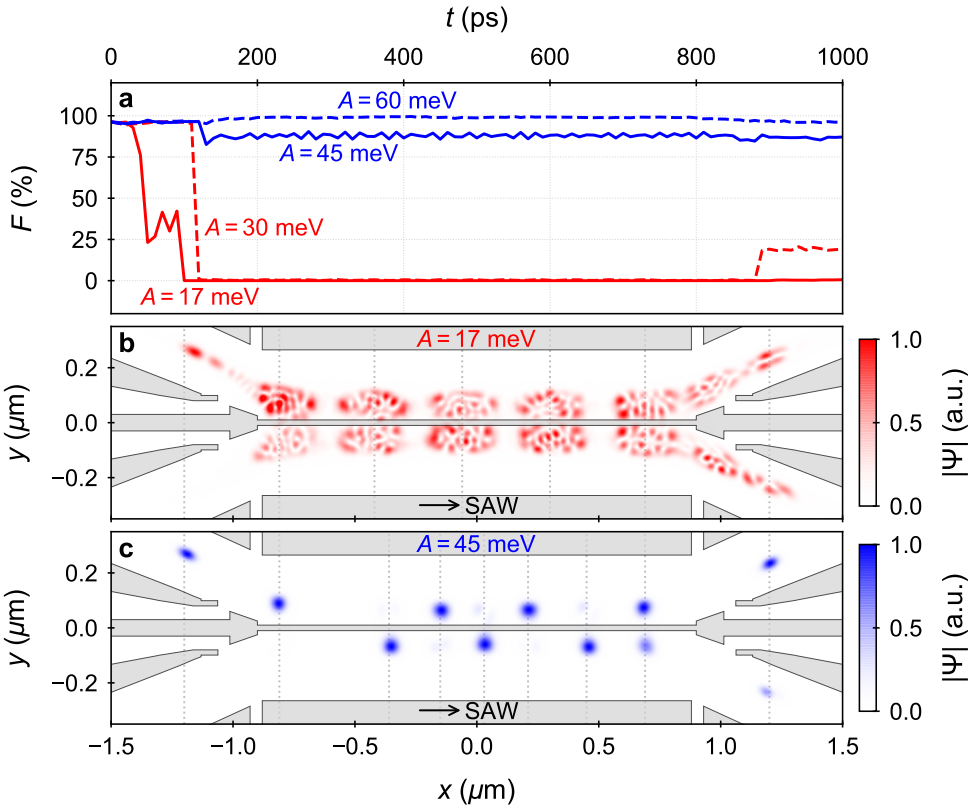 t (ps)
0 200 400 600 800 1000
a
A = 60 meV
100
A = 45 meV
75
F (%)
50
A = 30 meV
25
0
A = 17 meV
b
A = 17 meV
1.0
0.2
y (μm)
0.0
0.5
|Ψ| (a.u.)
−0.2
→SAW
0.0
c
A = 45 meV
1.0
0.2
y (μm)
0.0
0.5
|Ψ| (a.u.)
−0.2
→SAW
0.0
−1.5 −1.0 −0.5 0.0 0.5 1.0 1.5
x (μm)